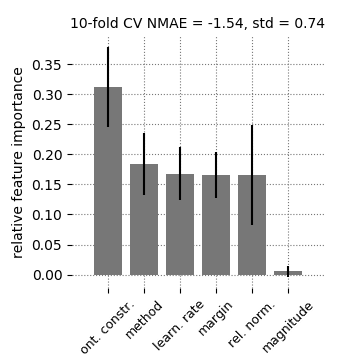 10-fold CV NMAE = -1.54, std = 0.74
relative feature importance
0.35
0.30
0.25
0.20
0.15
0.10
0.05
0.00
ont. constr.
method
learn. rate
margin
rel. norm.
magnitude